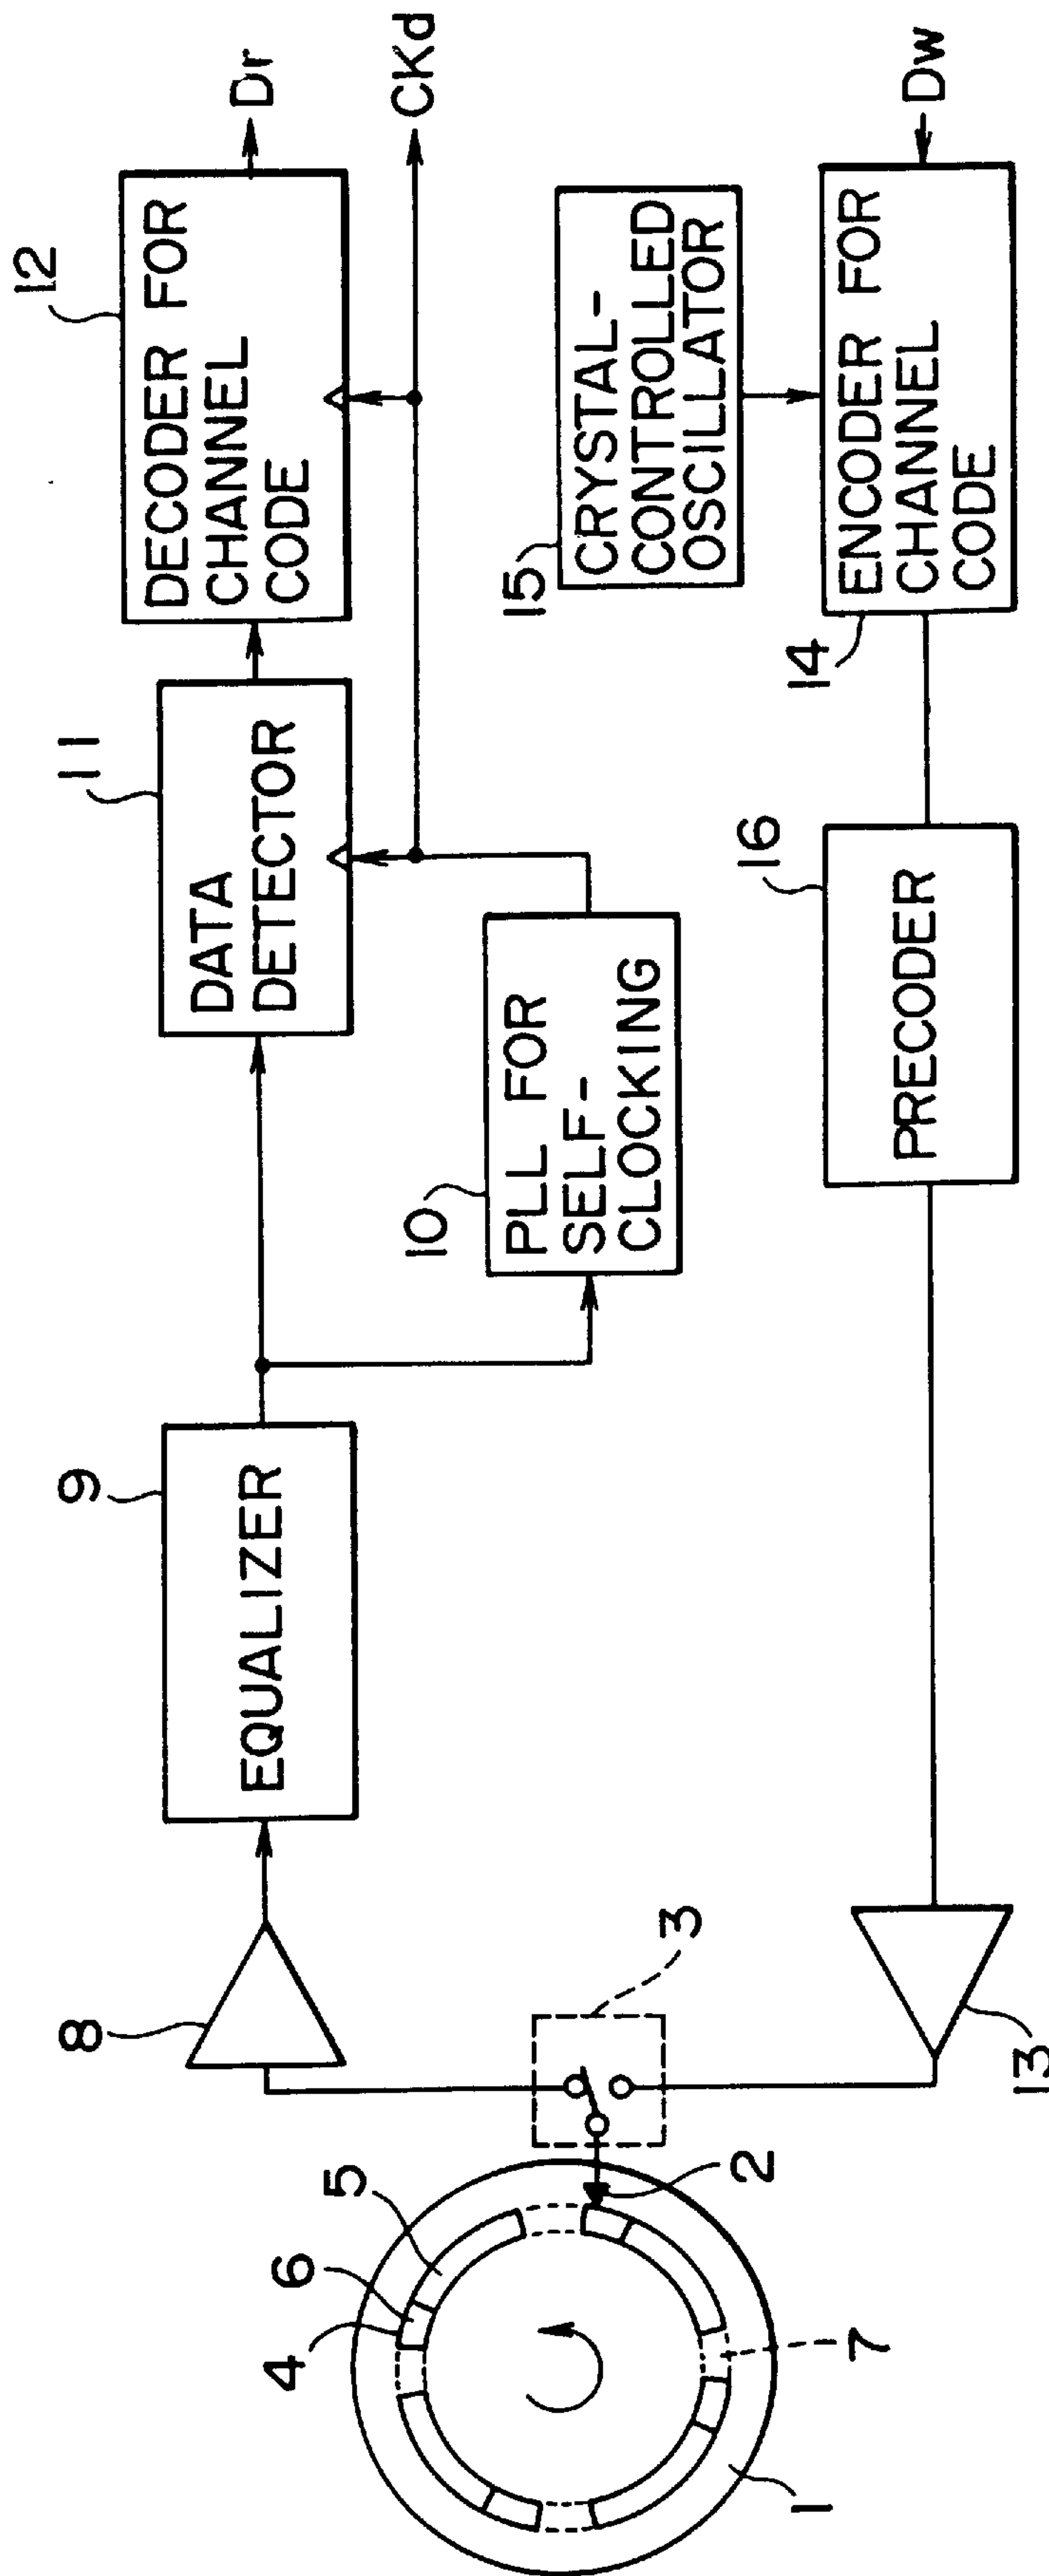 12
DECODER FOR
CHANNEL
CODE
Dr
11
DATA
DETECTOR
CKd
9
EQUALIZER
10
PLL FOR
SELF-
CLOCKING
8
15
CRYSTAL-
CONTROLLED
OSCILLATOR
14
ENCODER FOR
CHANNEL
CODE
Dw
16
PRECODER
13
3
2
5
6
4
7
1